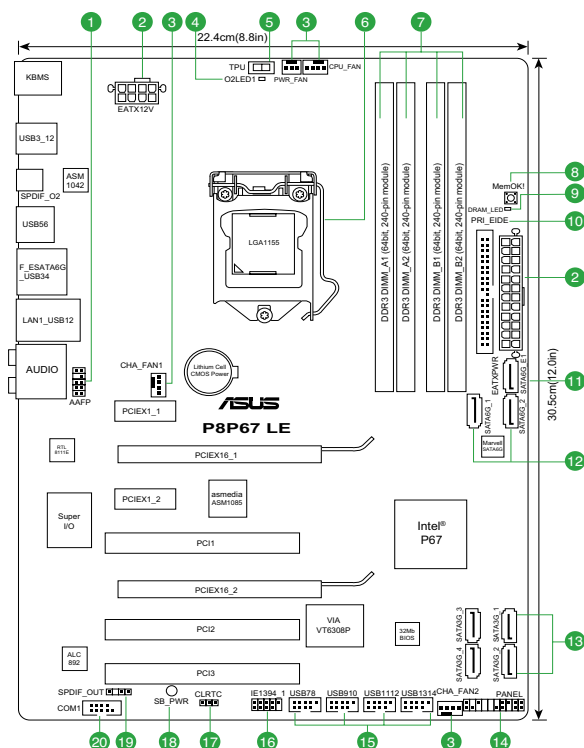 1
2
3
4
5
3
6
7
22.4cm(8.8in)
KBMS
EATX12V
TPU
O2LED1
PWR_FAN
CPU_FAN
USB3_12
ASM
1042
SPDIF_O2
USB56
F_ESATA6G
_USB34
LAN1_USB12
AUDIO
AAFP
LGA1155
DDR3 DIMM_A1 (64bit, 240-pin module)
DDR3 DIMM_A2 (64bit, 240-pin module)
DDR3 DIMM_B1 (64bit, 240-pin module)
DDR3 DIMM_B2 (64bit, 240-pin module)
8
MemOK!
9
DRAM_LED
PRI_EIDE
10
2
EATXPWR
SATA6G_E1
11
30.5cm(12.0in)
SATA6G_1
SATA6G_2
Marvell
SATA6G
12
CHA_FAN1
Lithium Cell
CMOS Power
PCIEX1_1
ASUS
P8P67 LE
RTL
8111E
PCIEX16_1
PCIEX1_2
asmedia
ASM1085
Super
I/O
Intel®
P67
PCI1
PCIEX16_2
VIA
VT6308P
32Mb
BIOS
PCI2
SATA3G_3
SATA3G_1
SATA3G_4
SATA3G_2
13
ALC
892
PCI3
SPDIF_OUT
COM1
SB_PWR
CLRTC
IE1394_1
USB78
USB910
USB1112
USB1314
CHA_FAN2
PANEL
20
19
18
17
16
15
3
14